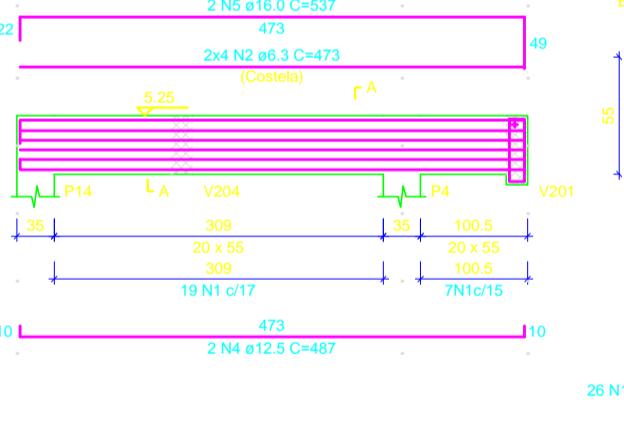 2 N5 ø16.0 C=537
22
473
49
2x4 N2 ø6.3 C=473
(Costela)
A
5.25
55
P14
A
V204
P4
V201
35
309
35
100.5
20 x 55
20 x 55
309
100.5
19 N1 c/17
7N1c/15
10
473
10
2 N4 ø12.5 C=487
26 N1